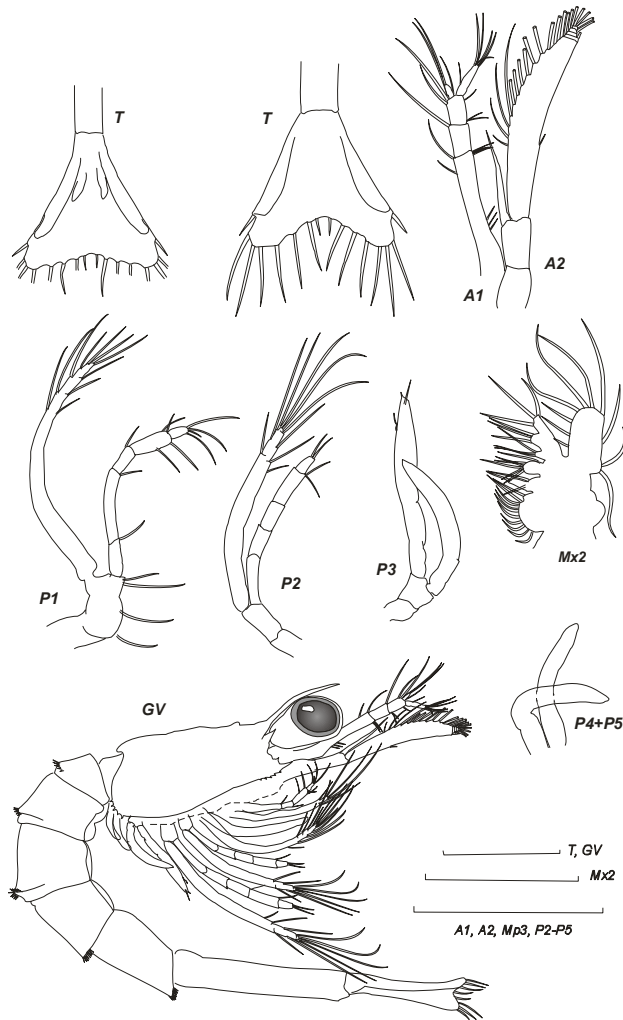 T
T
A1
A2
P1
P2
P3
Mx2
P4+P5
GV
T, GV
Mx2
A1, A2, Mp3, P2-P5